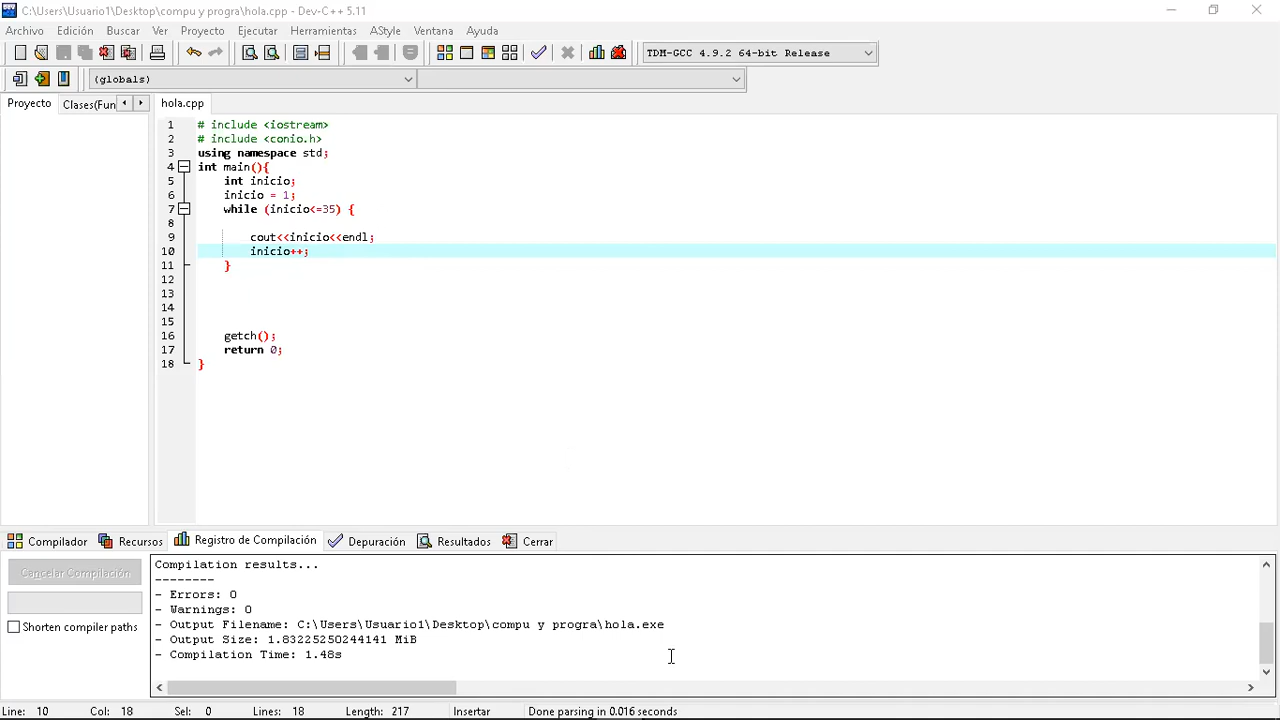 C:\Users\Usuario1\Desktop\compu y progra\hola.cpp - Dev-C++ 5.11
Archivo Edición Buscar Ver Proyecto Ejecutar Herramientas AStyle Ventana Ayuda
TDM-GCC 4.9.2 64-bit Release
(globals)
Proyecto Clases(Fun hola.cpp
1 # include <iostream>
2 # include <conio.h>
3 using namespace std;
4 int main(){
5 int inicio;
6 inicio = 1;
7 while (inicio<=35) {
8
9 cout<<inicio<<endl;
10 inicio++;
11 }
12
13
14
15
16 getch();
17 return 0;
18 }
Compilador Recursos Registro de Compilación Depuración Resultados Cerrar
Cancelar Compilación
Shorten compiler paths
Compilation results...
--------
- Errors: 0
- Warnings: 0
- Output Filename: C:\Users\Usuario1\Desktop\compu y progra\hola.exe
- Output Size: 1.83225250244141 MiB
- Compilation Time: 1.48s
Line: 10 Col: 18 Sel: 0 Lines: 18 Length: 217 Insertar Done parsing in 0.016 seconds